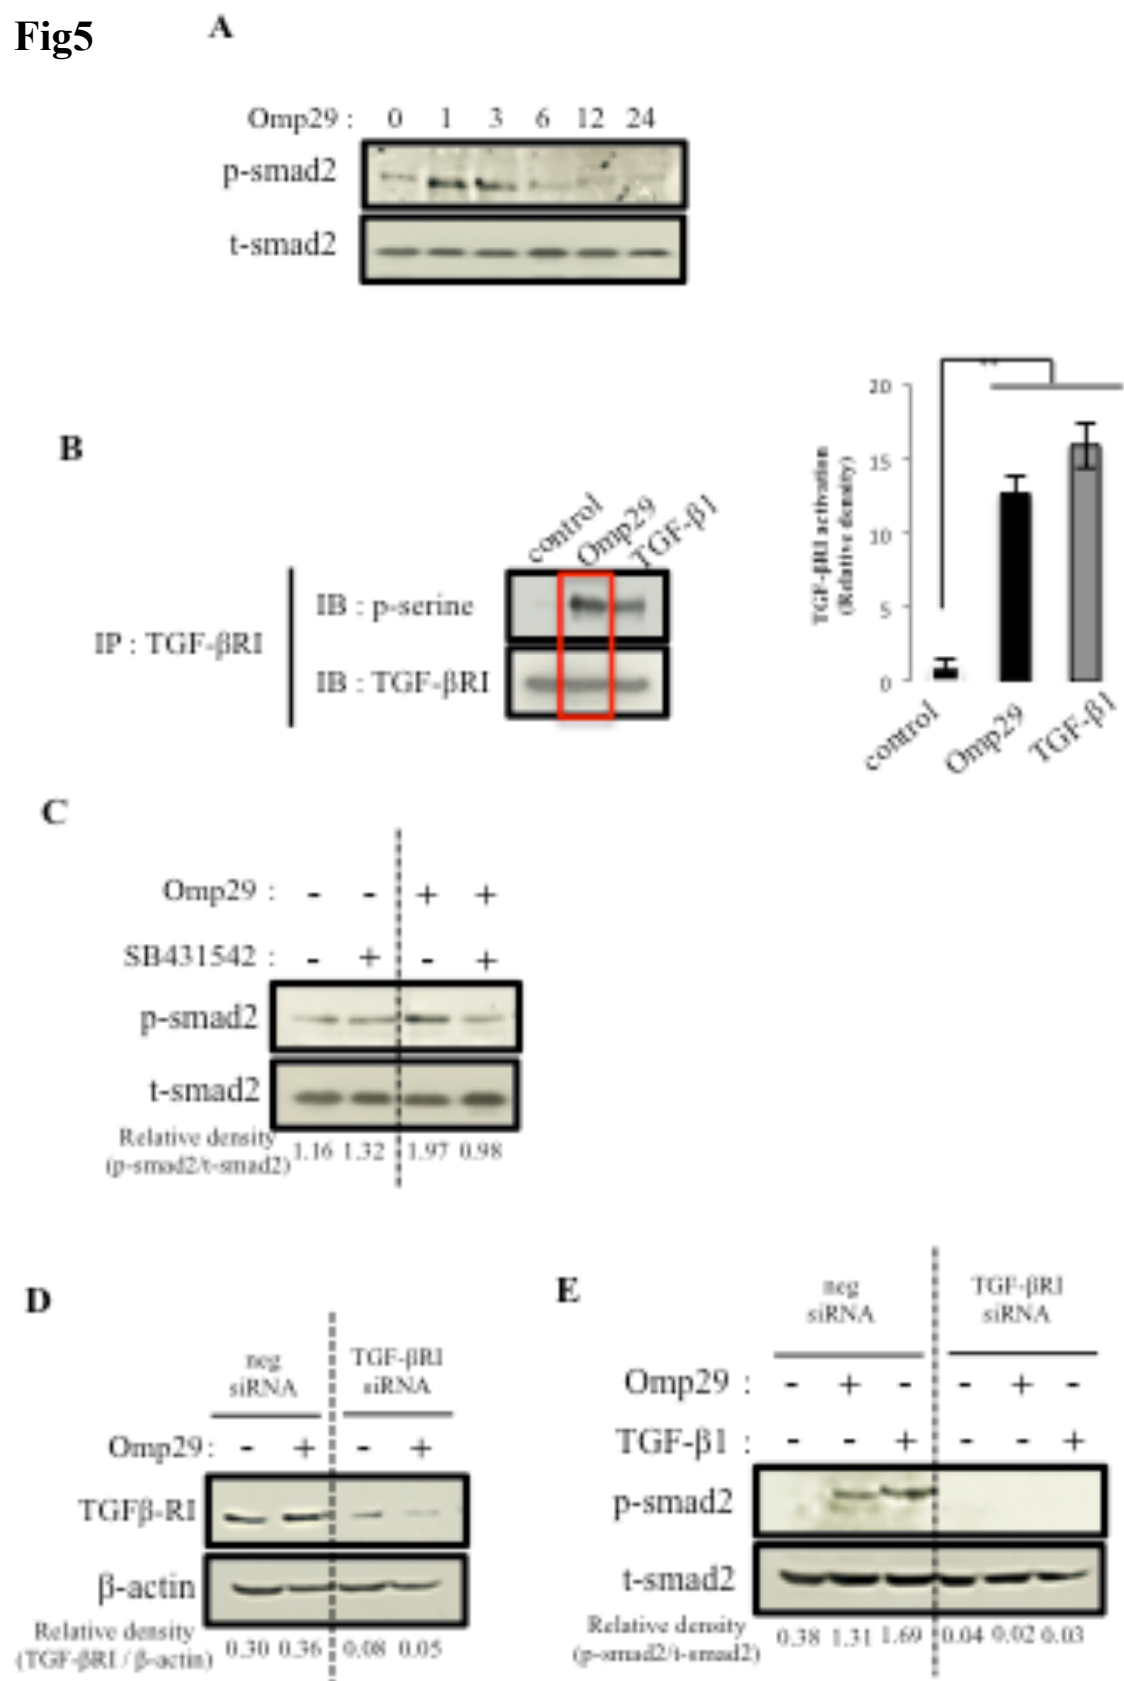 Fig5
A
Omp29 : 0 1 3 6 12 24
p-smad2
t-smad2
B
control Omp29 TGF-β1
IP : TGF-βRI
IB : p-serine
IB : TGF-βRI
TGF-βRI activation
(Relative density)
20
15
10
5
0
control Omp29 TGF-β1
C
Omp29 : - - + +
SB431542 : - + - +
p-smad2
t-smad2
Relative density
(p-smad2/t-smad2) 1.16 1.32 1.97 0.98
D
neg
siRNA
TGF-βRI
siRNA
Omp29 : - + - +
TGFβ-RI
β-actin
Relative density
(TGF-βRI / β-actin) 0.30 0.36 0.08 0.05
E
neg
siRNA
TGF-βRI
siRNA
Omp29 : - + - - + -
TGF-β1 : - - + - - +
p-smad2
t-smad2
Relative density
(p-smad2/t-smad2) 0.38 1.31 1.69 0.04 0.02 0.03